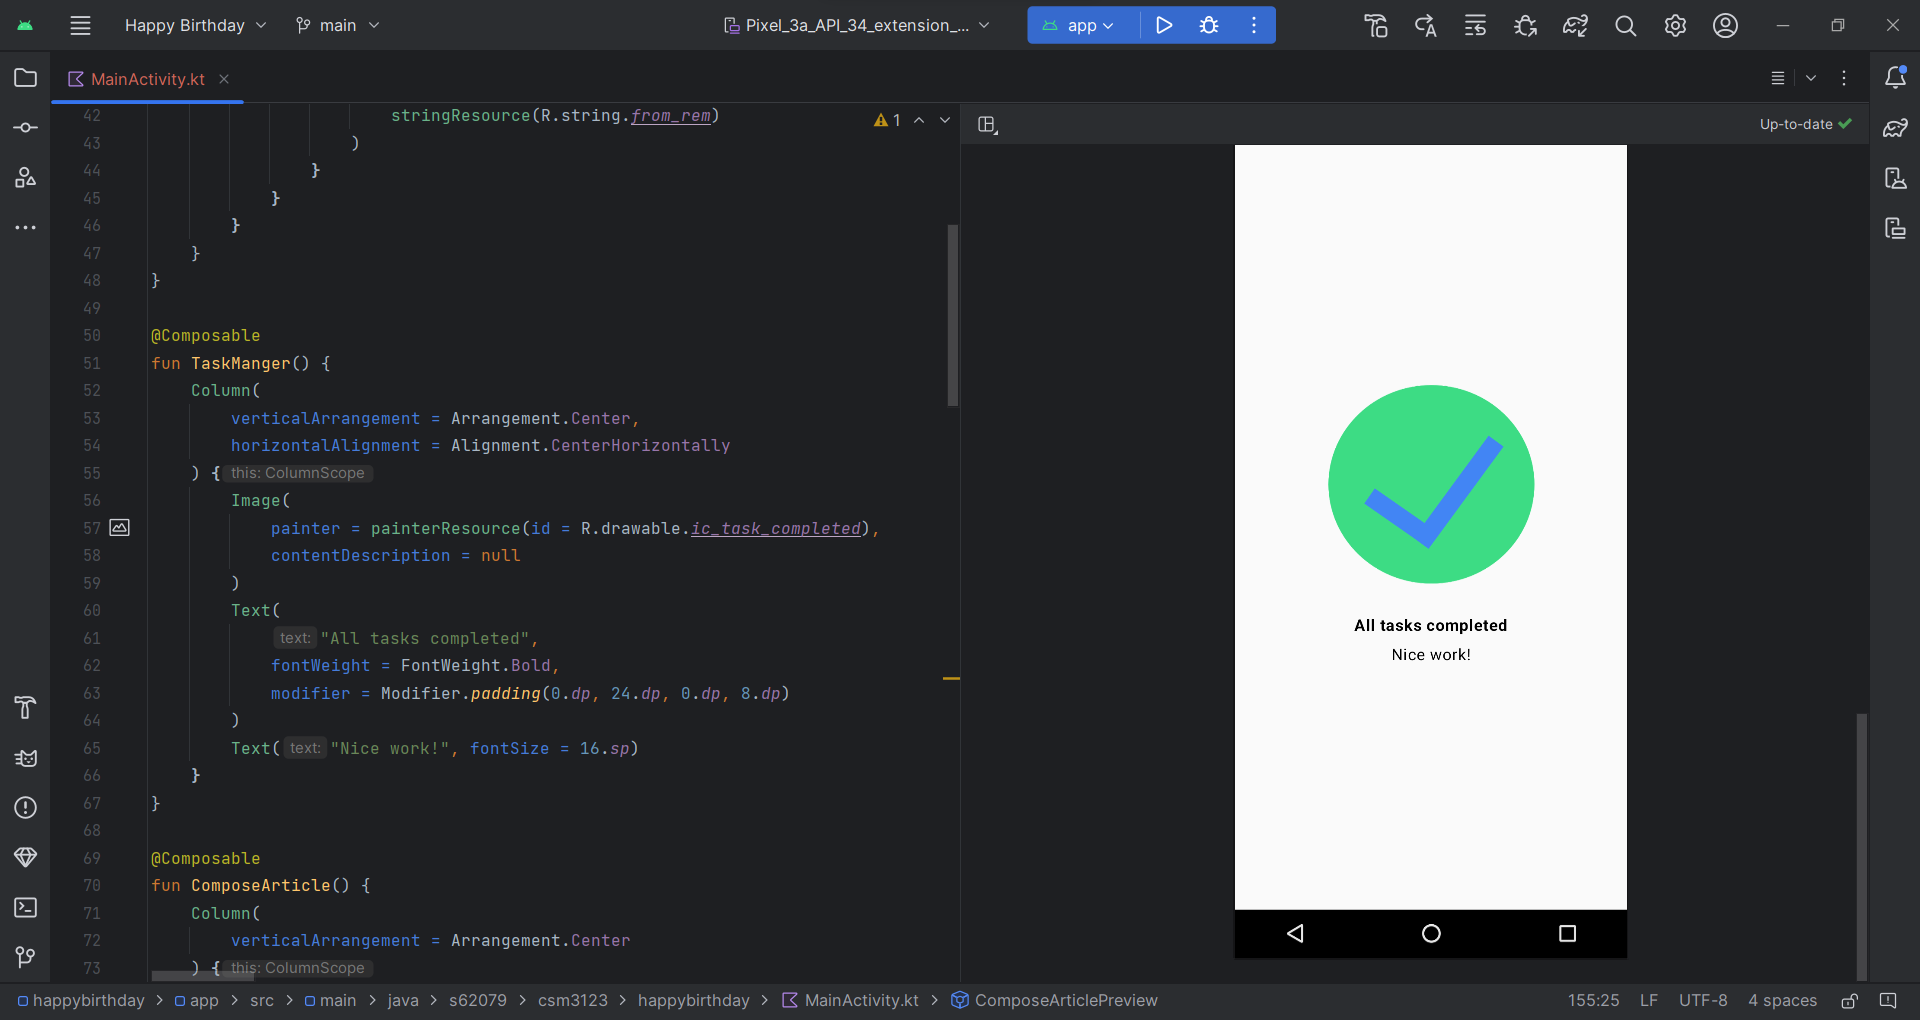 Happy Birthday
main
Pixel_3a_API_34_extension_...
app
MainActivity.kt
1
Up-to-date
42 stringResource(R.string.from_rem)
43 )
44 }
45 }
46 }
47 }
48 }
49
50 @Composable
51 fun TaskManger() {
52 Column(
53 verticalArrangement = Arrangement.Center,
54 horizontalAlignment = Alignment.CenterHorizontally
55 ) { this: ColumnScope
56 Image(
57 painter = painterResource(id = R.drawable.ic_task_completed),
58 contentDescription = null
59 )
60 Text(
61 text: "All tasks completed",
62 fontWeight = FontWeight.Bold,
63 modifier = Modifier.padding(0.dp, 24.dp, 0.dp, 8.dp)
64 )
65 Text( text: "Nice work!", fontSize = 16.sp)
66 }
67 }
68
69 @Composable
70 fun ComposeArticle() {
71 Column(
72 verticalArrangement = Arrangement.Center
73 ) { this: ColumnScope
All tasks completed
Nice work!
happybirthday > app > src > main > java > s62079 > csm3123 > happybirthday > MainActivity.kt > ComposeArticlePreview
155:25 LF UTF-8 4 spaces